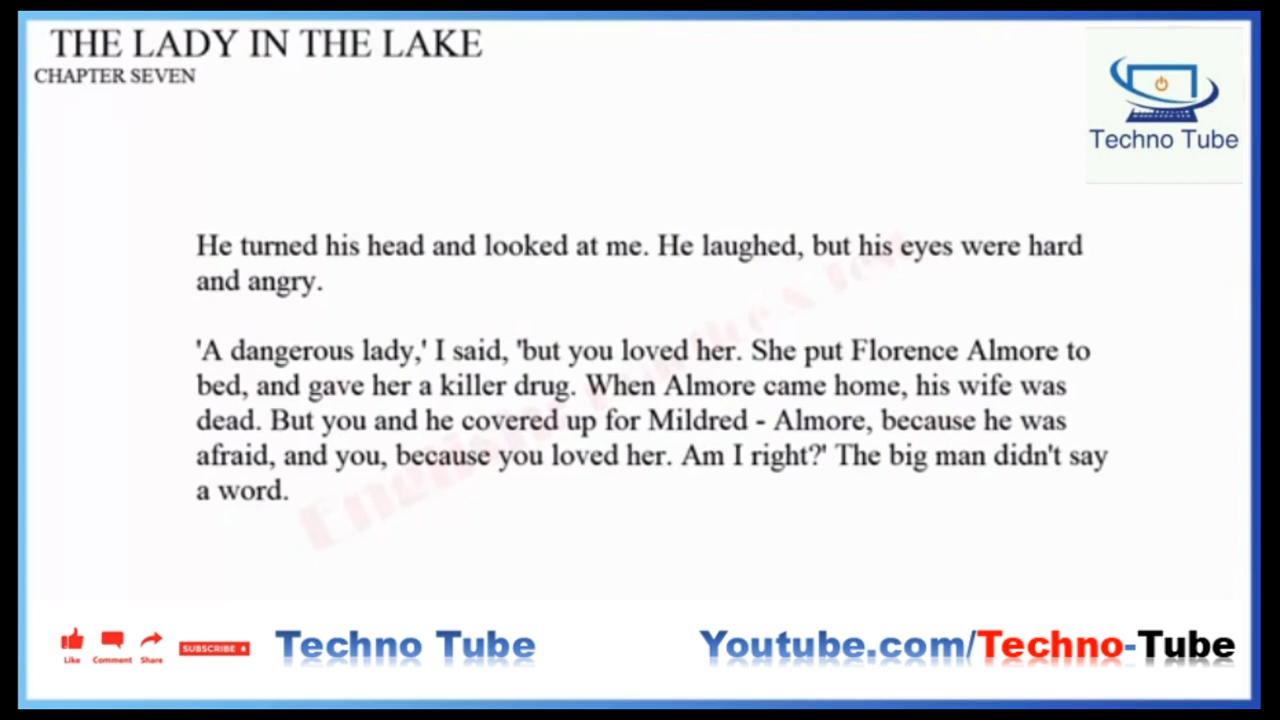 THE LADY IN THE LAKE
CHAPTER SEVEN
Techno Tube
He turned his head and looked at me. He laughed, but his eyes were hard
and angry.
'A dangerous lady,' I said, 'but you loved her. She put Florence Almore to
bed, and gave her a killer drug. When Almore came home, his wife was
dead. But you and he covered up for Mildred - Almore, because he was
afraid, and you, because you loved her. Am I right?' The big man didn't say
a word.
Like Comment Share SUBSCRIBE Techno Tube Youtube.com/Techno-Tube